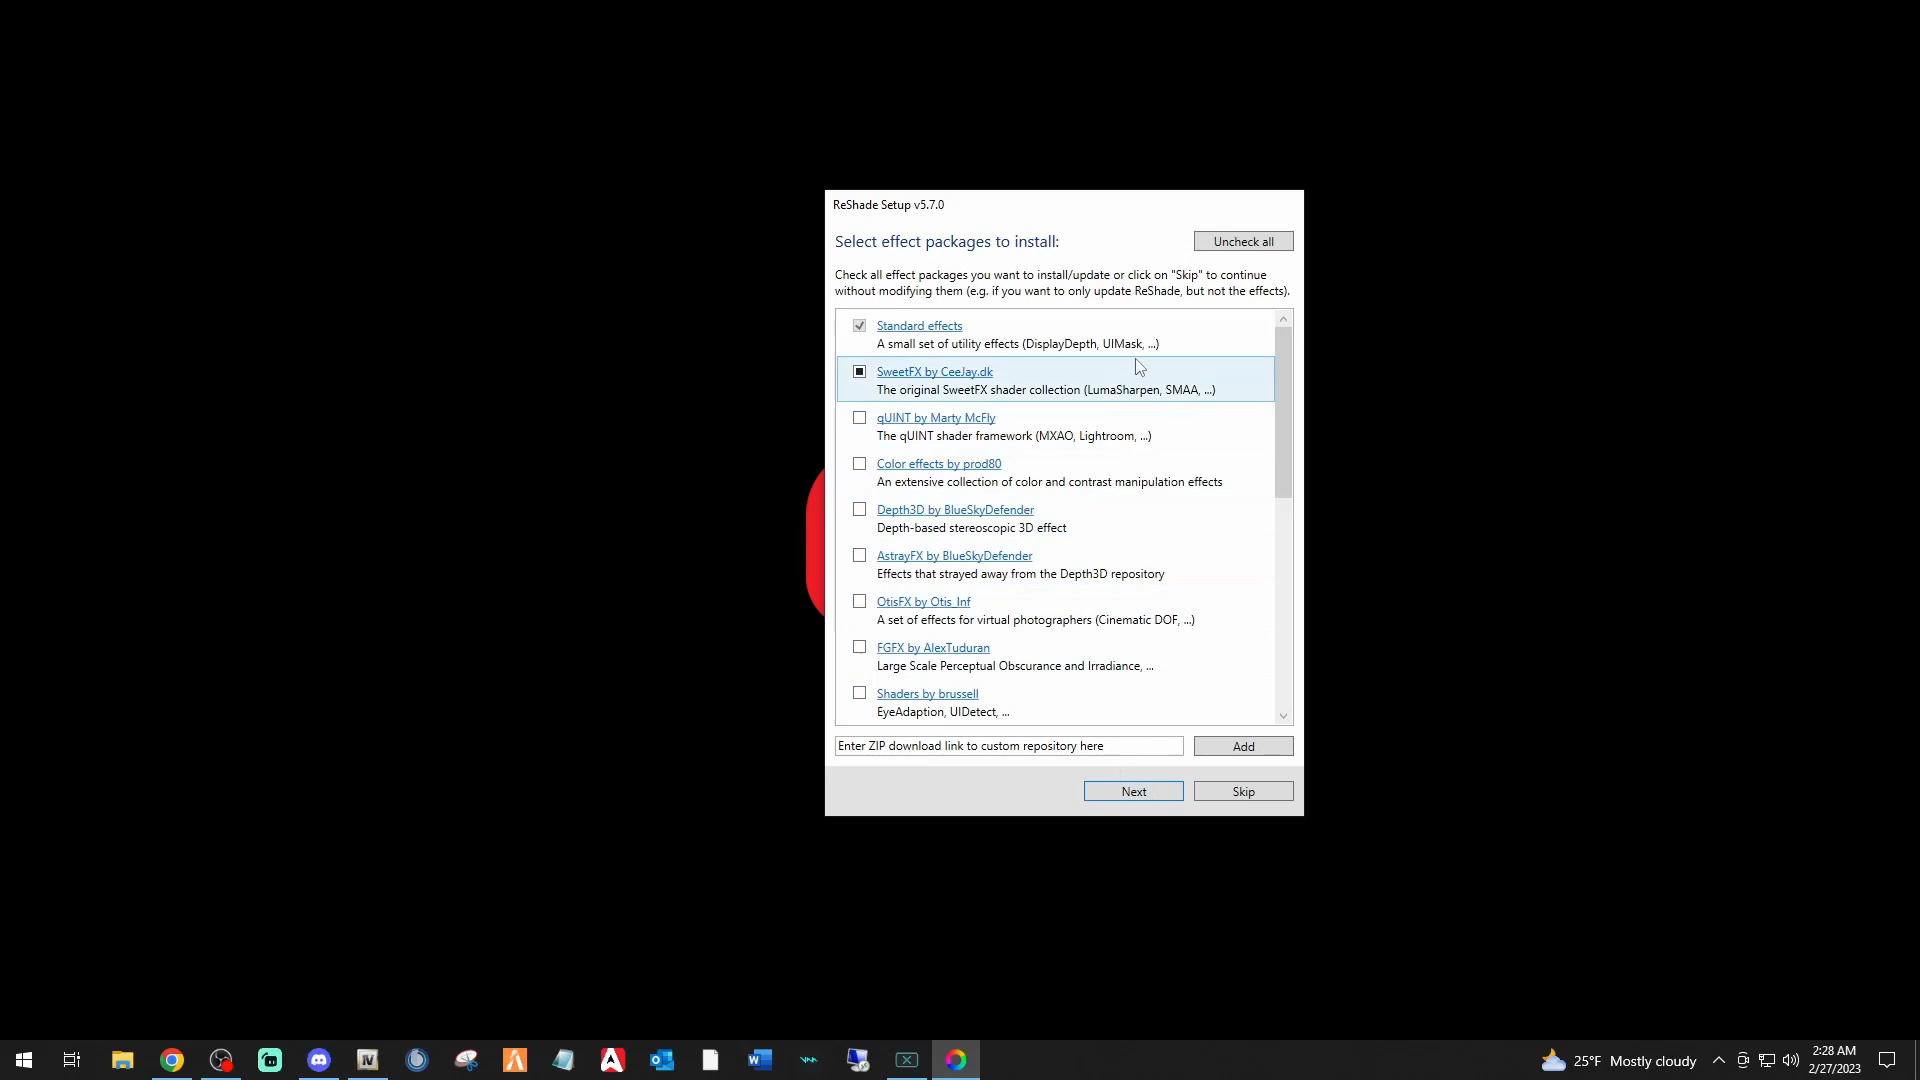 ReShade Setup v5.7.0
Select effect packages to install:
Uncheck all
Check all effect packages you want to install/update or click on "Skip" to continue
without modifying them (e.g. if you want to only update ReShade, but not the effects).
Standard effects
A small set of utility effects (DisplayDepth, UIMask, ...)
SweetFX by CeeJay.dk
The original SweetFX shader collection (LumaSharpen, SMAA, ...)
qUINT by Marty McFly
The qUINT shader framework (MXAO, Lightroom, ...)
Color effects by prod80
An extensive collection of color and contrast manipulation effects
Depth3D by BlueSkyDefender
Depth-based stereoscopic 3D effect
AstrayFX by BlueSkyDefender
Effects that strayed away from the Depth3D repository
OtisFX by Otis_Inf
A set of effects for virtual photographers (Cinematic DOF, ...)
FGFX by AlexTuduran
Large Scale Perceptual Obscurance and Irradiance, ...
Shaders by brussell
EyeAdaption, UIDetect, ...
Enter ZIP download link to custom repository here
Add
Next
Skip
IV
25°F Mostly cloudy
2:28 AM
2/27/2023